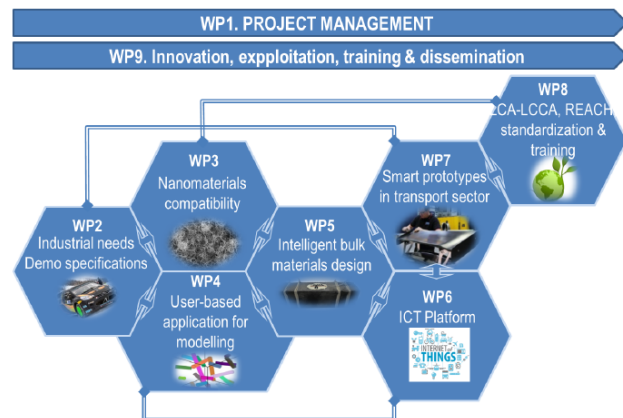 WP1. PROJECT MANAGEMENT
WP9. Innovation, expploitation, training & dissemination
WP8
LCA-LCCA, REACH
standardization &
training
WP3
Nanomaterials
compatibility
WP7
Smart prototypes
in transport sector
WP2
Industrial needs
Demo specifications
WP5
Intelligent bulk
materials design
WP4
User-based
application for
modelling
WP6
ICT Platform
INTERNET of
THINGS